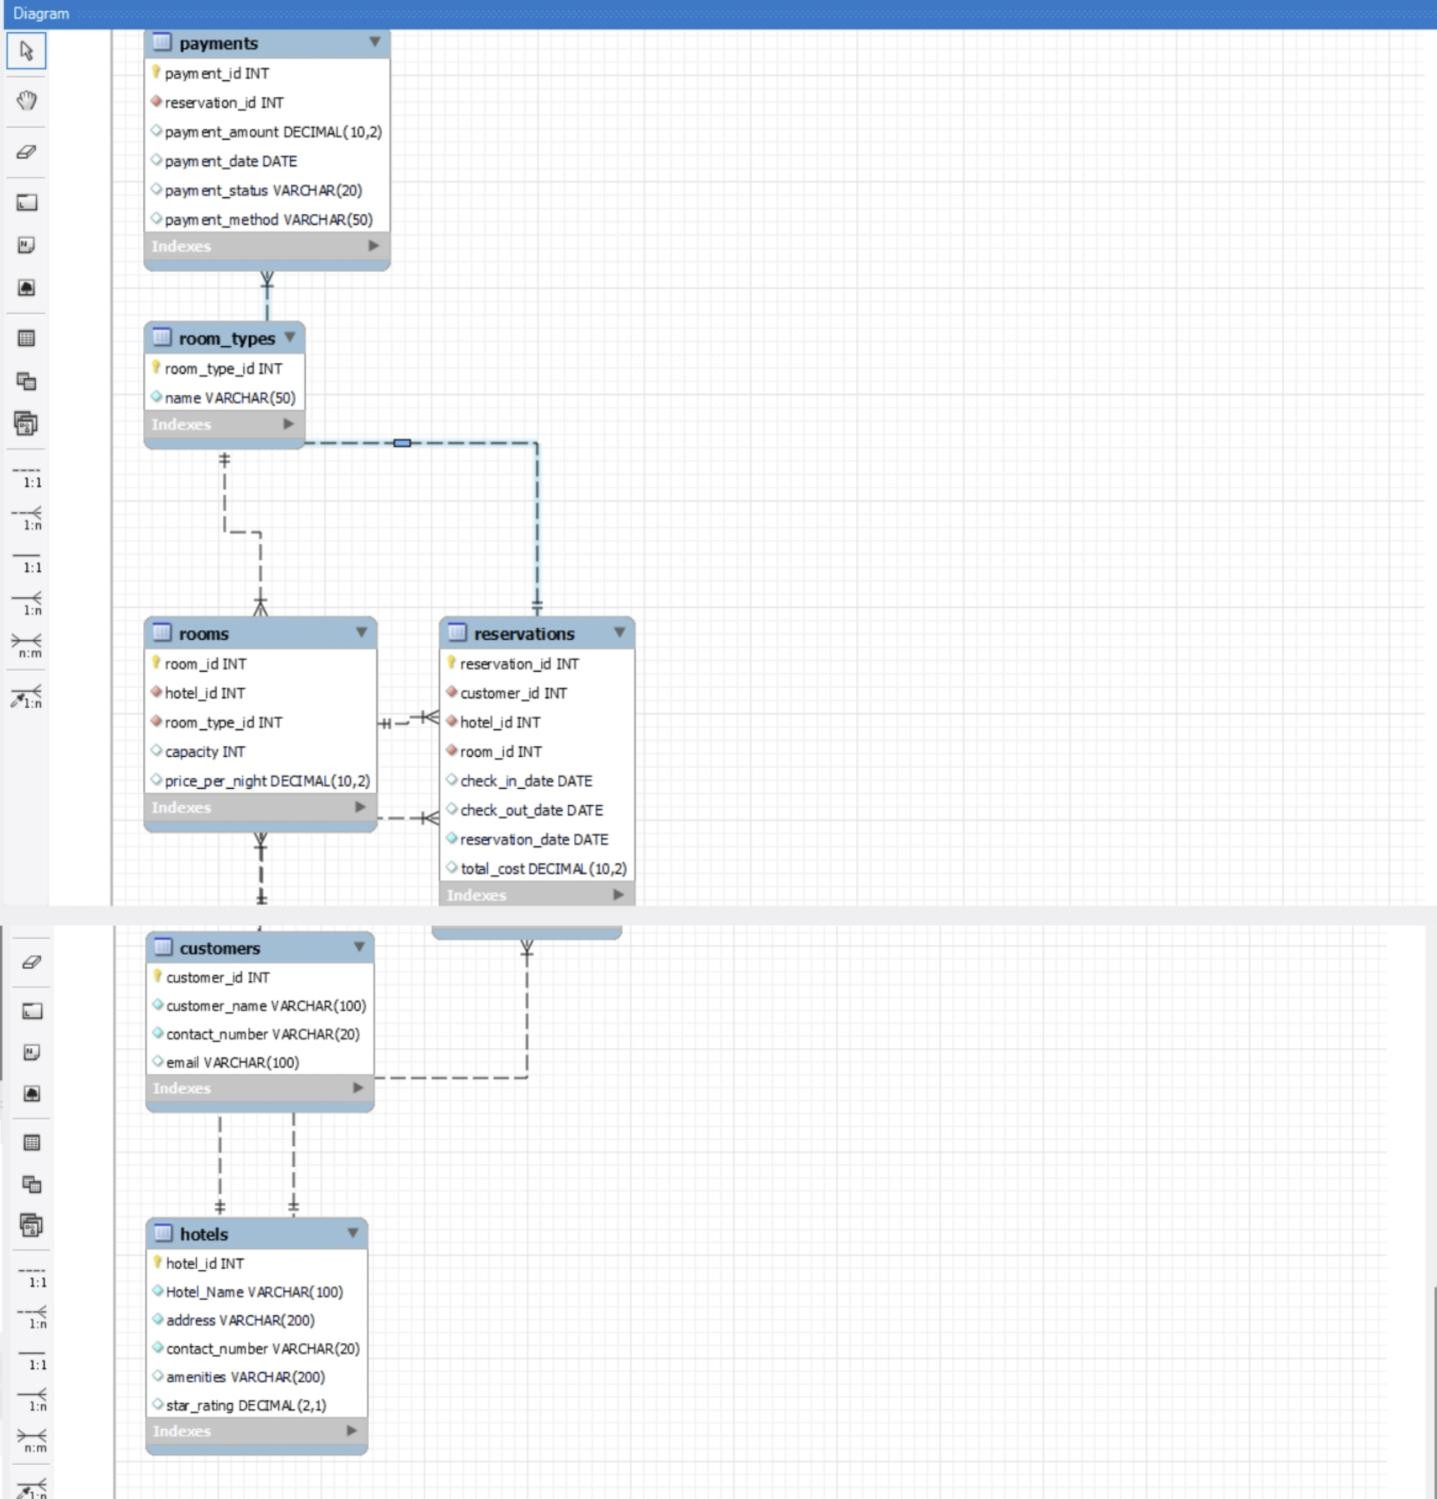 Diagram
payments
payment_id INT
reservation_id INT
payment_amount DECIMAL(10,2)
payment_date DATE
payment_status VARCHAR(20)
payment_method VARCHAR(50)
Indexes
room_types
room_type_id INT
name VARCHAR(50)
Indexes
1:1
1:n
1:1
1:n
n:m
1:n
rooms
room_id INT
hotel_id INT
room_type_id INT
capacity INT
price_per_night DECIMAL(10,2)
Indexes
reservations
reservation_id INT
customer_id INT
hotel_id INT
room_id INT
check_in_date DATE
check_out_date DATE
reservation_date DATE
total_cost DECIMAL(10,2)
Indexes
customers
customer_id INT
customer_name VARCHAR(100)
contact_number VARCHAR(20)
email VARCHAR(100)
Indexes
hotels
hotel_id INT
Hotel_Name VARCHAR(100)
address VARCHAR(200)
contact_number VARCHAR(20)
amenities VARCHAR(200)
star_rating DECIMAL(2,1)
Indexes
1:1
1:n
1:1
1:n
n:m
1:n